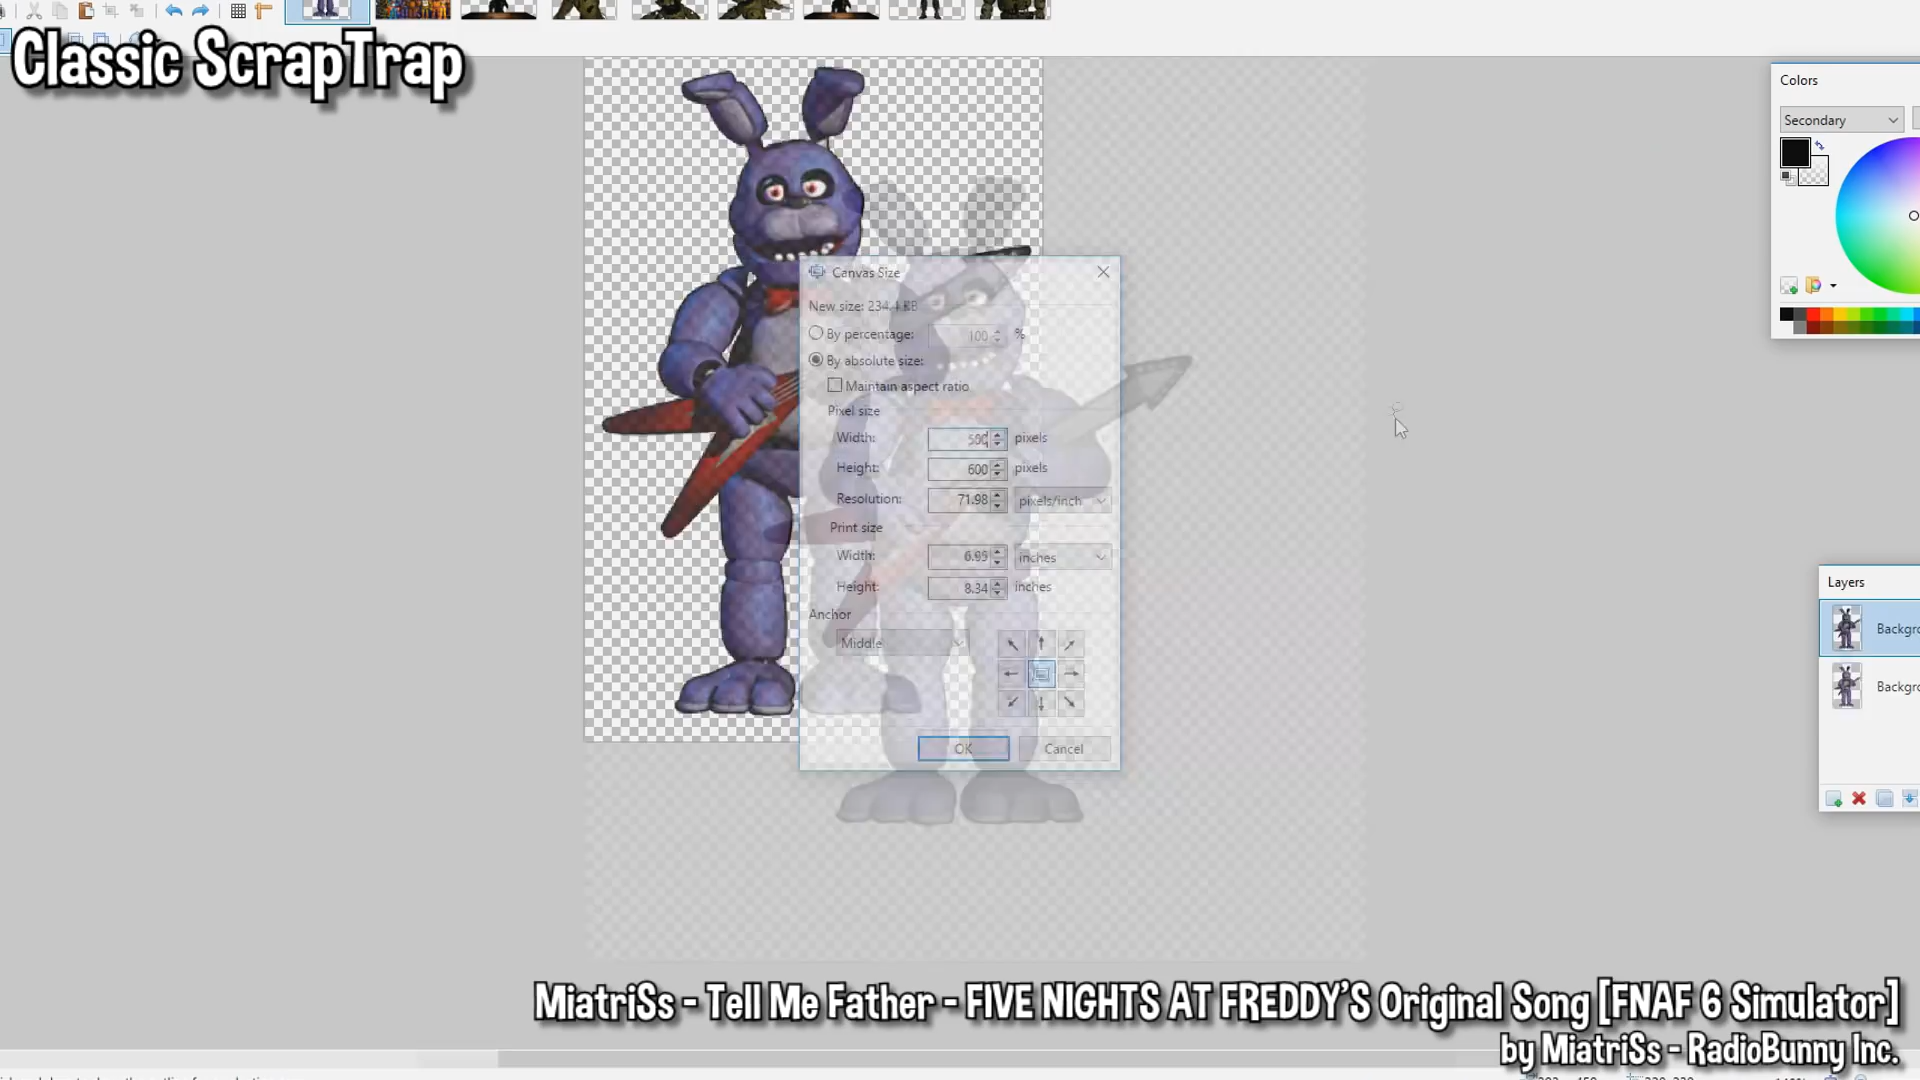 Classic ScrapTrap
Colors
Secondary
Canvas Size
New size: 234.4 KB
By percentage:
100
%
By absolute size:
Maintain aspect ratio
Pixel size
Width:
500
pixels
Height:
600
pixels
Resolution:
71.98
pixels/inch
Print size
Width:
6.95
inches
Height:
8.34
inches
Anchor
Middle
OK
Cancel
Layers
Backgro
Backgro
MiatriSs - Tell Me Father - FIVE NIGHTS AT FREDDY'S Original Song [FNAF 6 Simulator]
by MiatriSs - RadioBunny Inc.